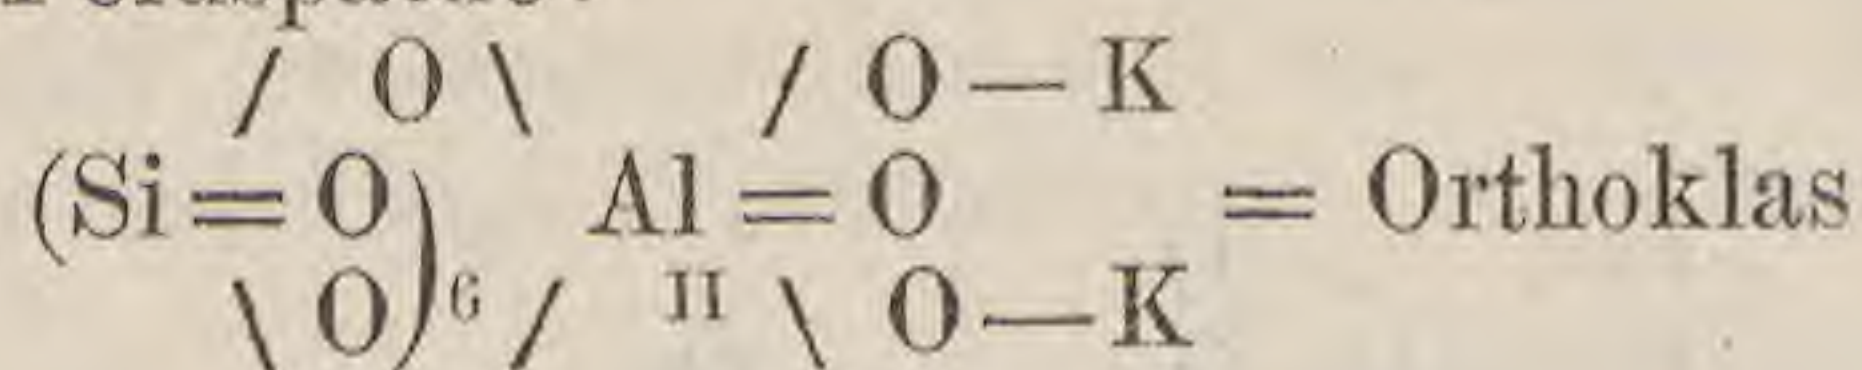 / O \ / O — K
(Si = O)6 Al = O = Orthoklas
\ O / II \ O — K